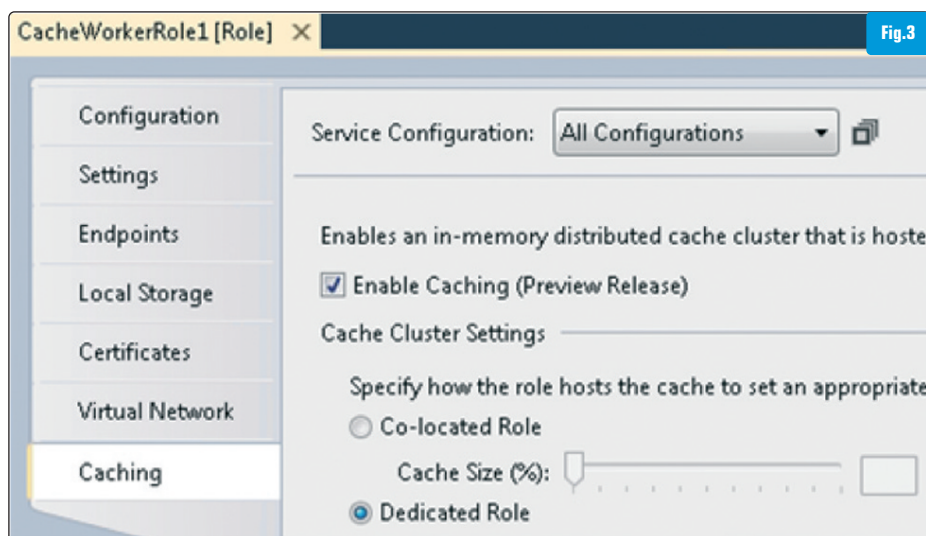 CacheWorkerRole1 [Role]
Fig.3
Configuration
Settings
Endpoints
Local Storage
Certificates
Virtual Network
Caching
Service Configuration: All Configurations
Enables an in-memory distributed cache cluster that is hoste
Enable Caching (Preview Release)
Cache Cluster Settings
Specify how the role hosts the cache to set an appropriate
Co-located Role
Cache Size (%):
Dedicated Role